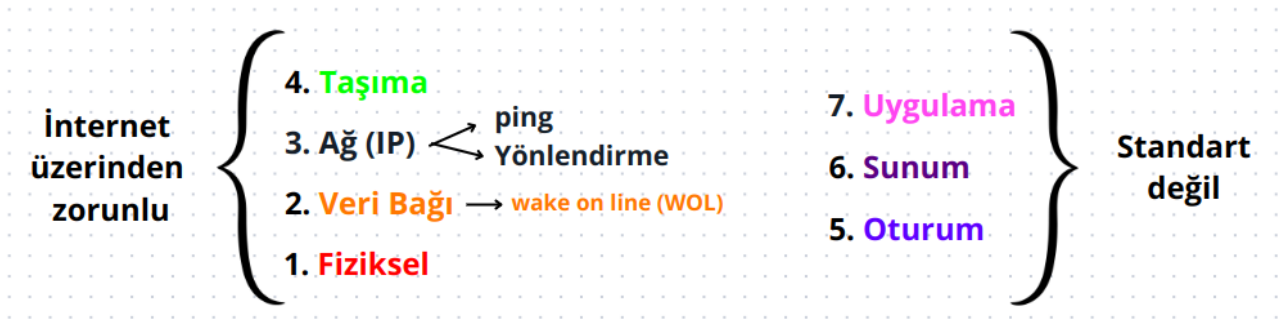 İnternet
üzerinden
zorunlu
4. Taşıma
3. Ağ (IP)
ping
Yönlendirme
2. Veri Bağı
wake on line (WOL)
1. Fiziksel
7. Uygulama
6. Sunum
5. Oturum
Standart
değil